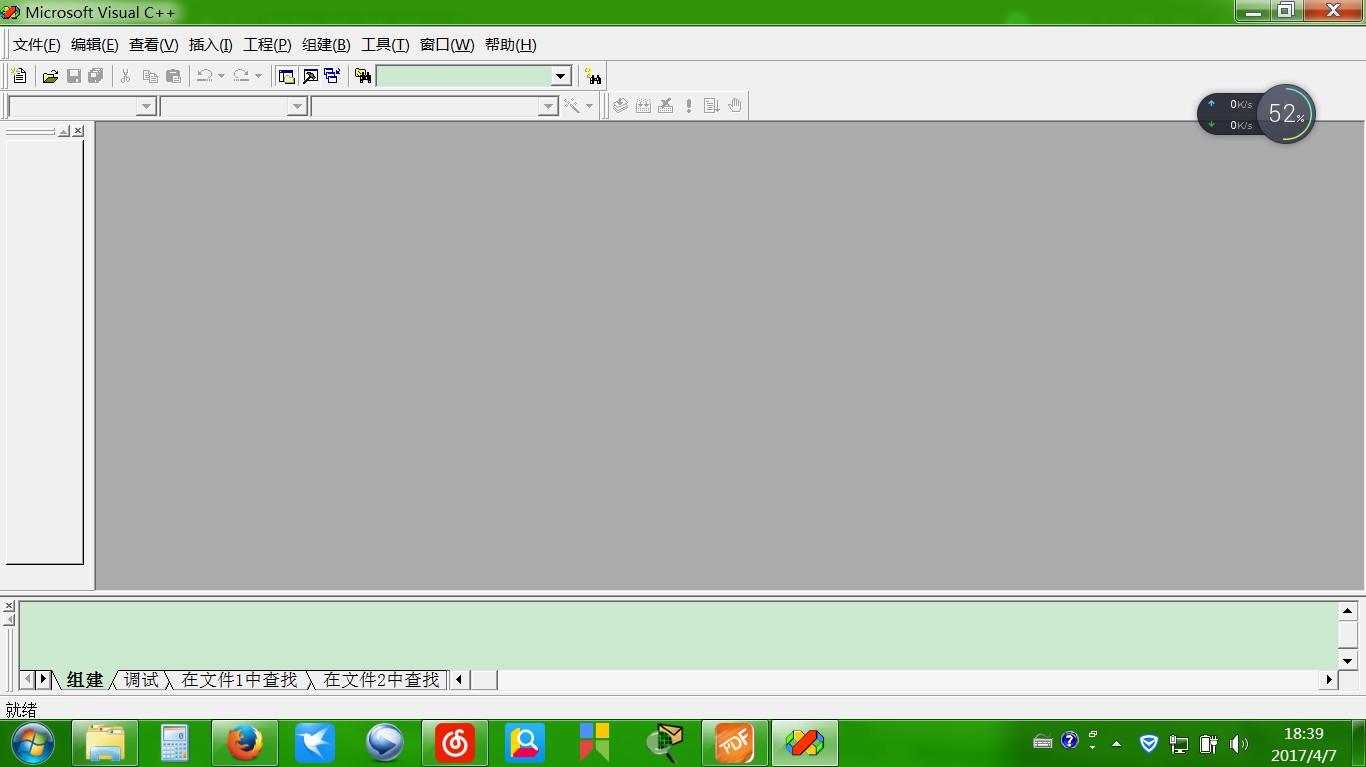 Microsoft Visual C++
文件(F) 编辑(E) 查看(V) 插入(I) 工程(P) 组建(B) 工具(T) 窗口(W) 帮助(H)
0K/s
52%
0K/s
组建 调试 在文件1中查找 在文件2中查找
就绪
PDF
18:39
2017/4/7